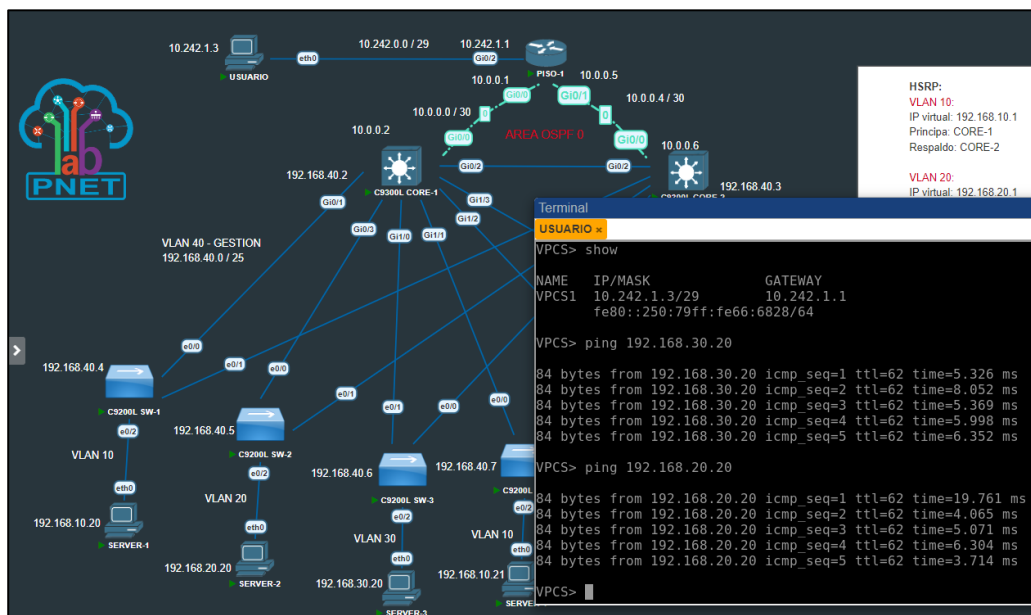 10.242.1.3
eth0
USUARIO
10.242.0.0 / 29
10.242.1.1
Gi0/2
PISO-1
10.0.0.1
Gi0/0
Gi0/1
10.0.0.5
10.0.0.0 / 30
0
0
10.0.0.4 / 30
Gi0/0
AREA OSPF 0
Gi0/0
10.0.0.2
10.0.0.6
Gi0/2
Gi0/2
192.168.40.2
C9300L CORE-1
192.168.40.3
HSRP:
VLAN 10:
IP virtual: 192.168.10.1
Principa: CORE-1
Respaldo: CORE-2
VLAN 20:
IP virtual: 192.168.20.1
lab
PNET
Gi0/1
Gi0/3
Gi1/0
Gi1/1
Gi1/3
Gi1/2
VLAN 40 - GESTION
192.168.40.0 / 25
192.168.40.4
e0/0
e0/1
C9200L SW-1
e0/2
VLAN 10
eth0
192.168.10.20
SERVER-1
e0/0
e0/1
192.168.40.5
C9200L SW-2
e0/2
VLAN 20
eth0
192.168.20.20
SERVER-2
e0/1
e0/0
192.168.40.6
C9200L SW-3
e0/2
VLAN 30
eth0
192.168.30.20
SERVER-3
e0/0
192.168.40.7
C9200L
e0/2
VLAN 10
eth0
192.168.10.21
Terminal
USUARIO ×
VPCS> show
NAME IP/MASK GATEWAY
VPCS1 10.242.1.3/29 10.242.1.1
fe80::250:79ff:fe66:6828/64
VPCS> ping 192.168.30.20
84 bytes from 192.168.30.20 icmp_seq=1 ttl=62 time=5.326 ms
84 bytes from 192.168.30.20 icmp_seq=2 ttl=62 time=8.052 ms
84 bytes from 192.168.30.20 icmp_seq=3 ttl=62 time=5.369 ms
84 bytes from 192.168.30.20 icmp_seq=4 ttl=62 time=5.998 ms
84 bytes from 192.168.30.20 icmp_seq=5 ttl=62 time=6.352 ms
VPCS> ping 192.168.20.20
84 bytes from 192.168.20.20 icmp_seq=1 ttl=62 time=19.761 ms
84 bytes from 192.168.20.20 icmp_seq=2 ttl=62 time=4.065 ms
84 bytes from 192.168.20.20 icmp_seq=3 ttl=62 time=5.071 ms
84 bytes from 192.168.20.20 icmp_seq=4 ttl=62 time=6.304 ms
84 bytes from 192.168.20.20 icmp_seq=5 ttl=62 time=3.714 ms
VPCS>